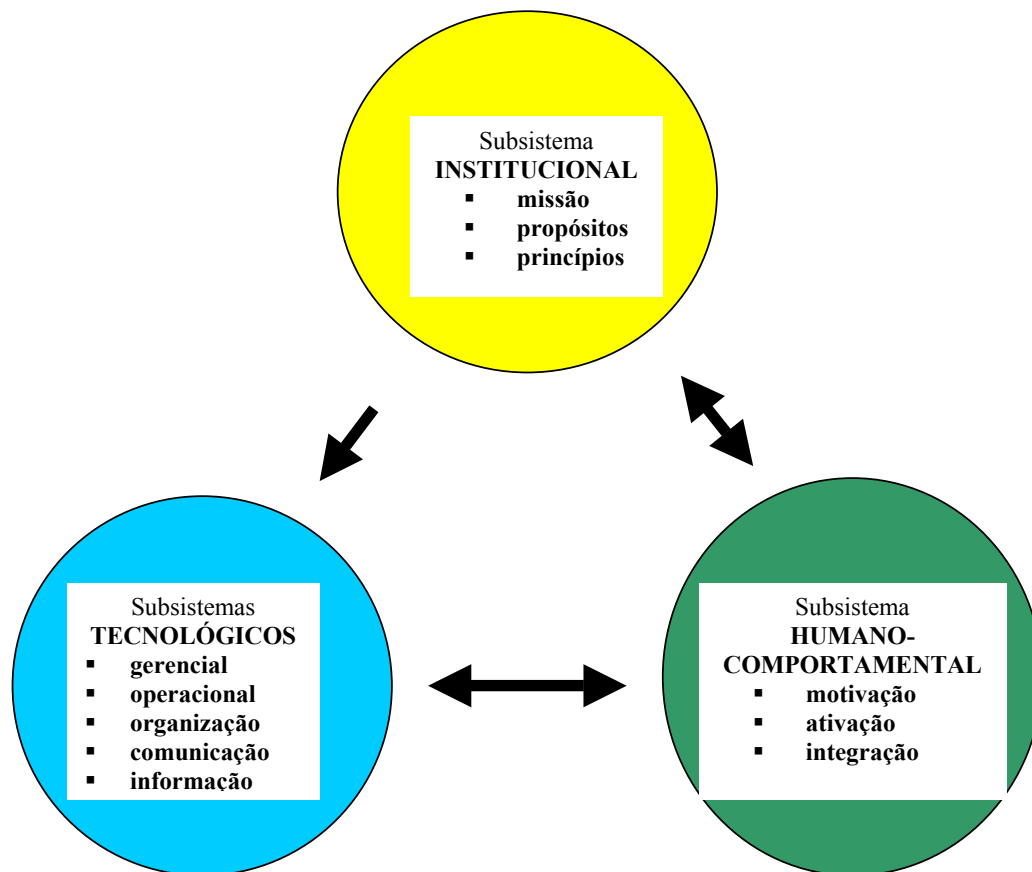 Subsistema
INSTITUCIONAL
▪ missão
▪ propósitos
▪ princípios
Subsistemas
TECNOLÓGICOS
▪ gerencial
▪ operacional
▪ organização
▪ comunicação
▪ informação
Subsistema
HUMANO-
COMPORTAMENTAL
▪ motivação
▪ ativação
▪ integração